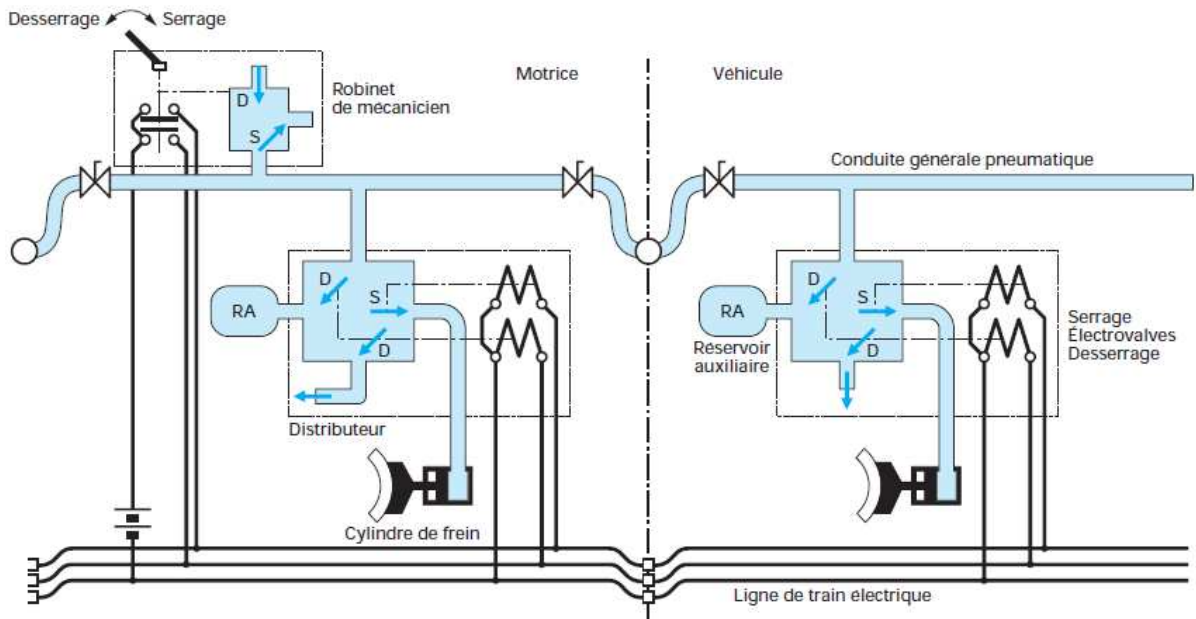 Desserrage
Serrage
Motrice
Véhicule
D
S
Robinet
de mécanicien
Conduite générale pneumatique
D
S
D
RA
D
S
D
RA
Réservoir
auxiliaire
Serrage
Électrovalves
Desserrage
Distributeur
Cylindre de frein
Ligne de train électrique